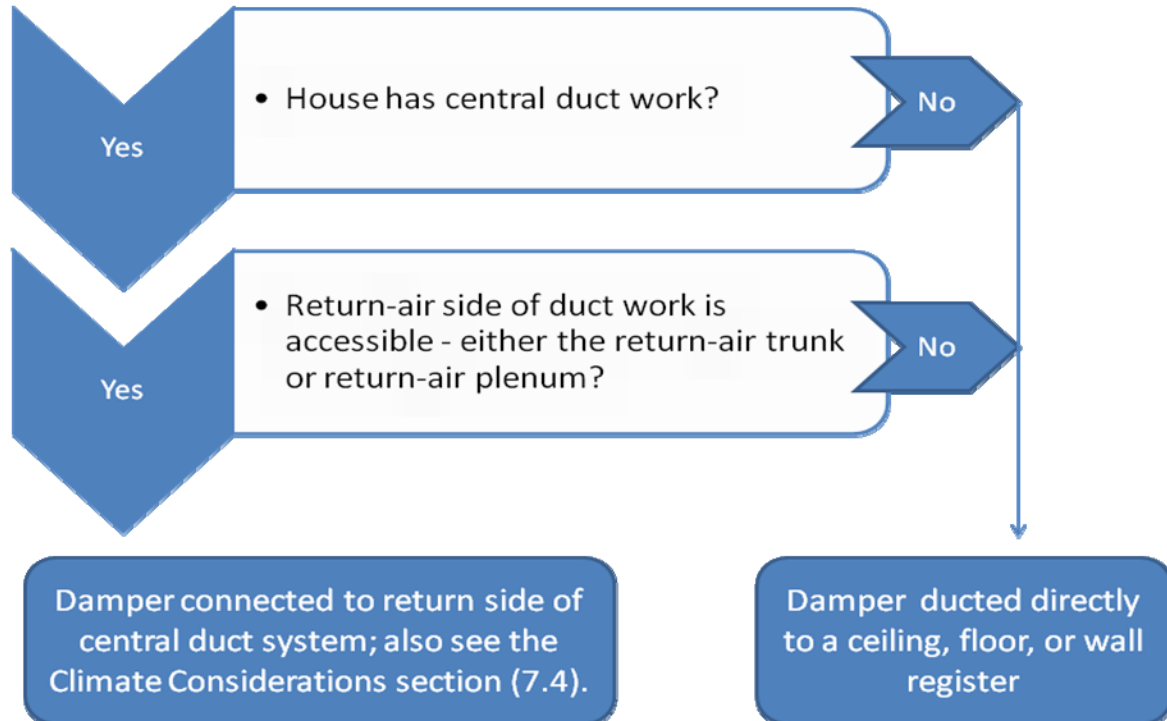 Yes
• House has central duct work?
No
Yes
• Return-air side of duct work is
accessible - either the return-air trunk
or return-air plenum?
No
Damper connected to return side of
central duct system; also see the
Climate Considerations section (7.4).
Damper ducted directly
to a ceiling, floor, or wall
register